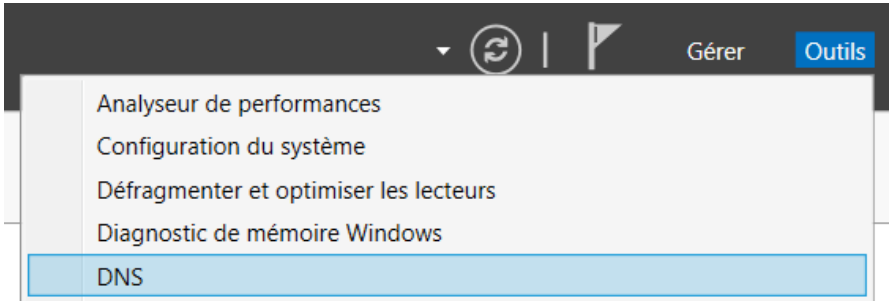 Gérer Outils
Analyseur de performances
Configuration du système
Défragmenter et optimiser les lecteurs
Diagnostic de mémoire Windows
DNS